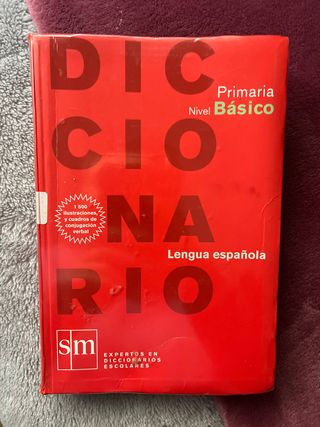 DIC
Primaria
Nivel Básico
CIO
1 800
ilustraciones,
y cuadros de
conjugación
verbal
NA
Lengua española
RIO
sm
EXPERTOS EN
DICCIONARIOS
ESCOLARES